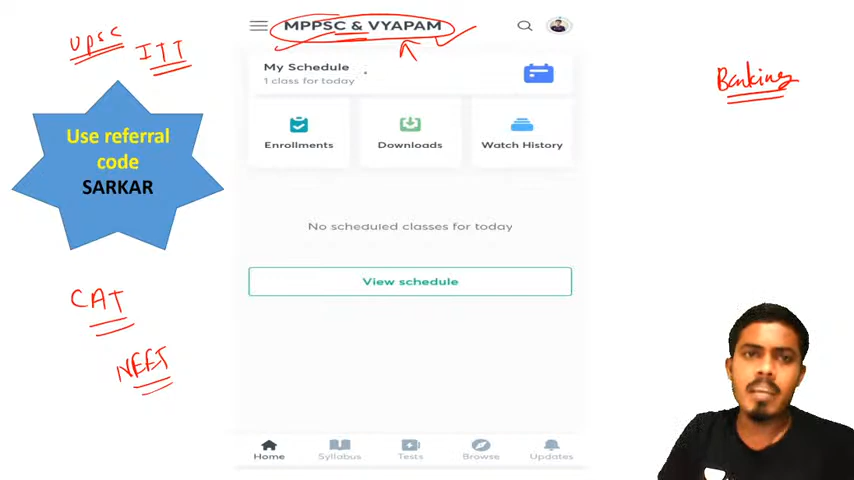 MPPSC & VYAPAM
upsc
ITT
My Schedule
1 class for today
Banking
Use referral
code
SARKAR
Enrollments
Downloads
Watch History
No scheduled classes for today
View schedule
CAT
NEET
Home
Syllabus
Tests
Browse
Updates